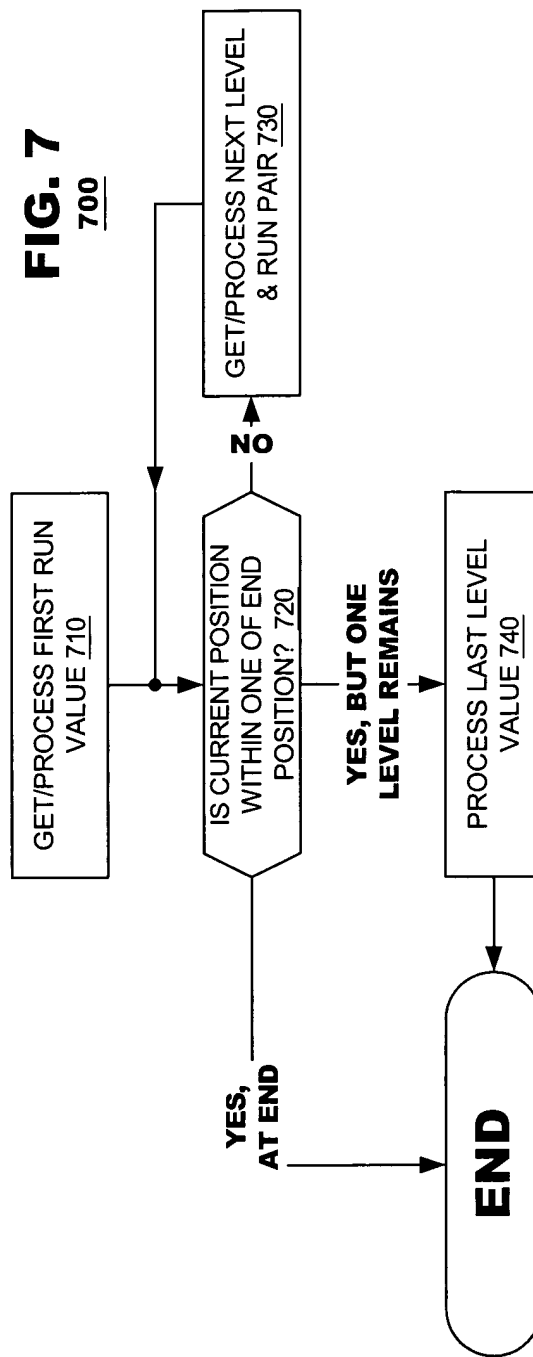 FIG. 7
700
GET/PROCESS FIRST RUN
VALUE 710
IS CURRENT POSITION
WITHIN ONE OF END
POSITION? 720
NO
GET/PROCESS NEXT LEVEL
& RUN PAIR 730
YES,
AT END
YES, BUT ONE
LEVEL REMAINS
PROCESS LAST LEVEL
VALUE 740
END